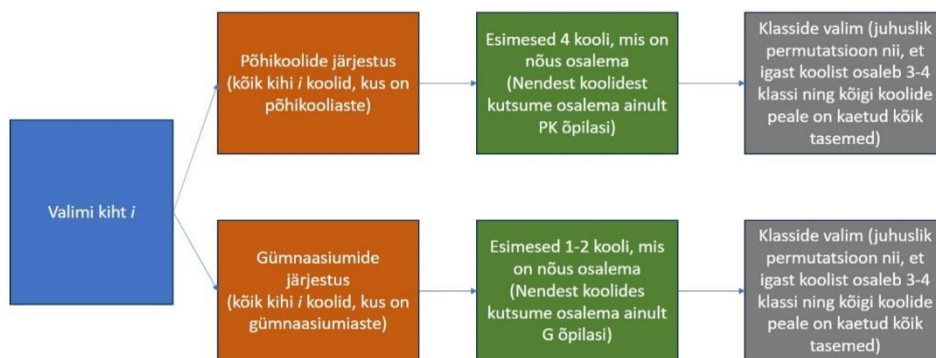 Valimi kiht i
Põhikoolide järjestus
(kõik kihi i koolid, kus on
põhikooliaste)
Esimesed 4 kooli, mis on
nõus osalema
(Nendest koolidest
kutsume osalema ainult
PK õpilasi)
Klasside valim (juhuslik
permutatsioon nii, et
igast koolist osaleb 3-4
klassi ning kõigi koolide
peale on kaetud kõik
tasemed)
Gümnaasiumide
järjestus
(kõik kihi i koolid, kus on
gümnaasiumiaste)
Esimesed 1-2 kooli, mis
on nõus osalema
(Nendest koolides
kutsume osalema ainult
G õpilasi)
Klasside valim (juhuslik
permutatsioon nii, et
igast koolist osaleb 3-4
klassi ning kõigi koolide
peale on kaetud kõik
tasemed)